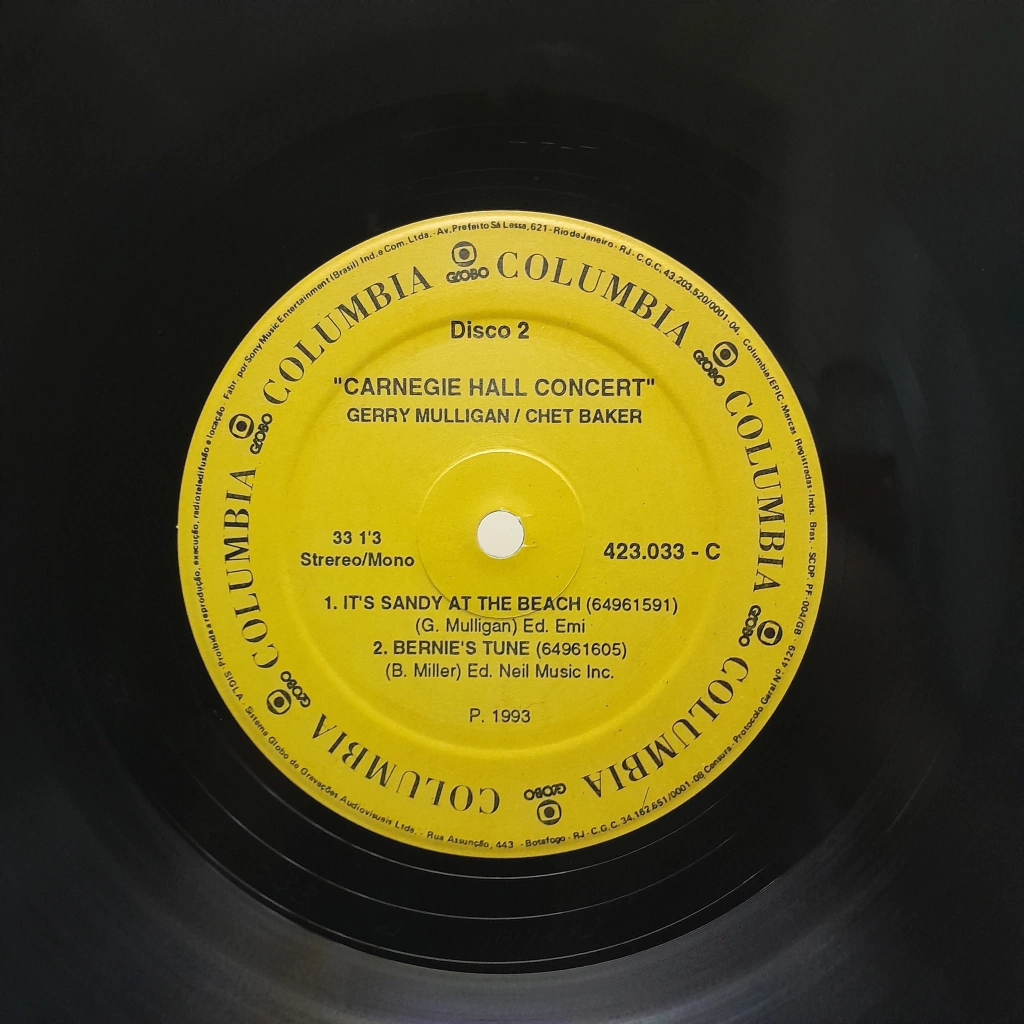 Fabr. por Sony Music Entertainment (Brasil) Ind. e Com. Ltda. - Av. Prefeito Sá Lessa, 621 - Rio de Janeiro - RJ - C.G.C. 43.203.520/0001-04, Columbia/EPIC-Marcas Registradas-Inds. Bras. - SCDP. PF-004/GB - Censura-Protocolo Geral Nº 4129
COLUMBIA
GLOBO
COLUMBIA
GLOBO
COLUMBIA
GLOBO
COLUMBIA
GLOBO
COLUMBIA
GLOBO
COLUMBIA
GLOBO
Disco 2
"CARNEGIE HALL CONCERT"
GERRY MULLIGAN / CHET BAKER
33 1'3
Strereo/Mono
423.033 - C
1. IT'S SANDY AT THE BEACH (64961591)
(G. Mulligan) Ed. Emi
2. BERNIE'S TUNE (64961605)
(B. Miller) Ed. Neil Music Inc.
P. 1993
SIGLA - Sistema Globo de Gravações Audiovisuais Ltda. - Rua Assunção, 443 - Botafogo - RJ - C.G.C. 34.162.651/0001-08
Proibida a reprodução, execução, radioteledifusão e locação -